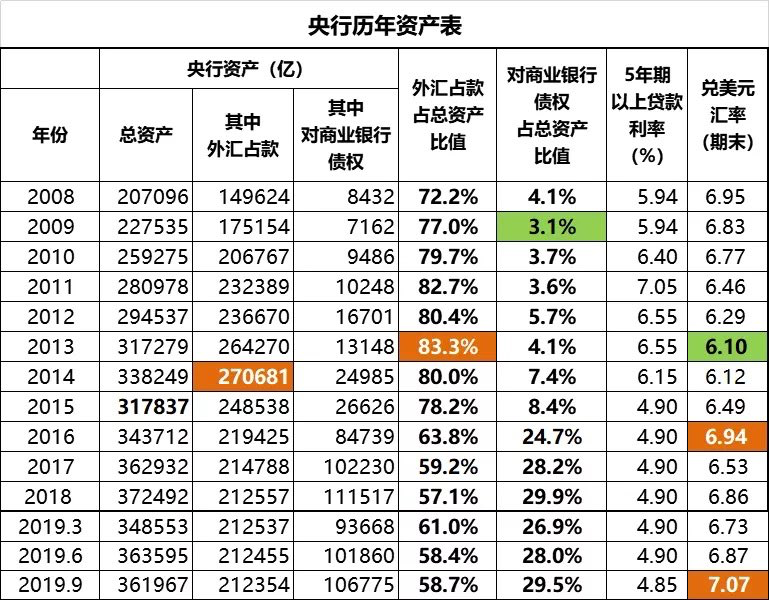 央行历年资产表
年份 央行资产（亿） 外汇占款占总资产比值 对商业银行债权占总资产比值 5年期以上贷款利率（%） 兑美元汇率（期末）
总资产 其中外汇占款 其中对商业银行债权
2008 207096 149624 8432 72.2% 4.1% 5.94 6.95
2009 227535 175154 7162 77.0% 3.1% 5.94 6.83
2010 259275 206767 9486 79.7% 3.7% 6.40 6.77
2011 280978 232389 10248 82.7% 3.6% 7.05 6.46
2012 294537 236670 16701 80.4% 5.7% 6.55 6.29
2013 317279 264270 13148 83.3% 4.1% 6.55 6.10
2014 338249 270681 24985 80.0% 7.4% 6.15 6.12
2015 317837 248538 26626 78.2% 8.4% 4.90 6.49
2016 343712 219425 84739 63.8% 24.7% 4.90 6.94
2017 362932 214788 102230 59.2% 28.2% 4.90 6.53
2018 372492 212557 111517 57.1% 29.9% 4.90 6.86
2019.3 348553 212537 93668 61.0% 26.9% 4.90 6.73
2019.6 363595 212455 101860 58.4% 28.0% 4.90 6.87
2019.9 361967 212354 106775 58.7% 29.5% 4.85 7.07